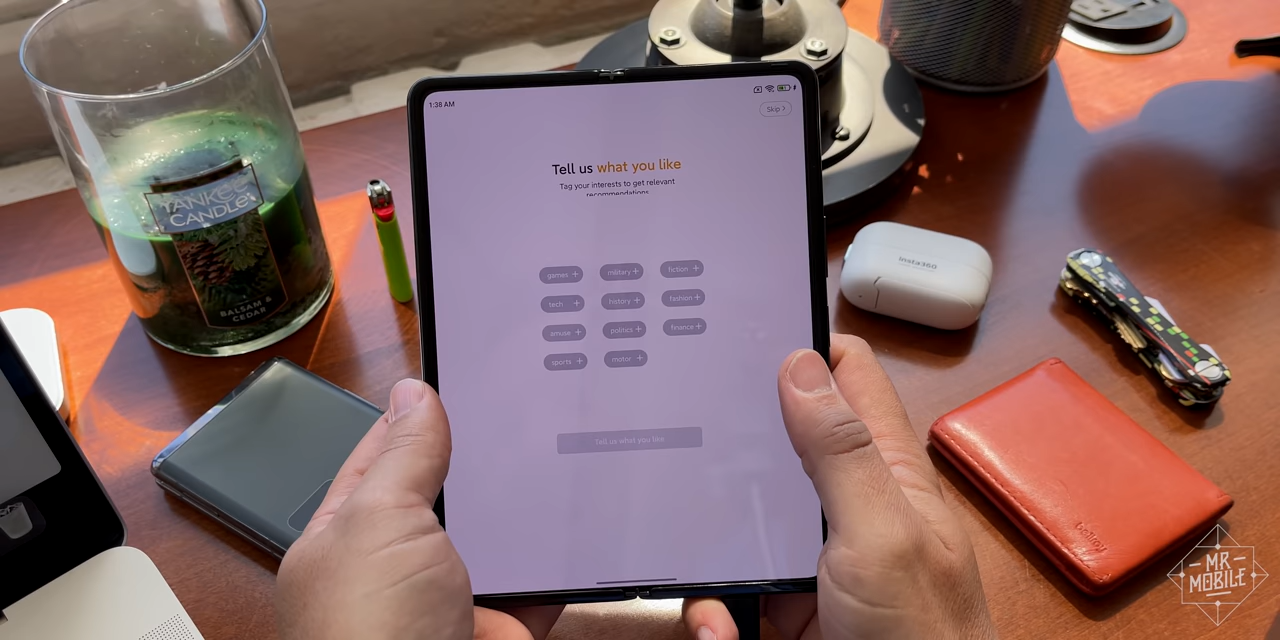 1:38 AM
Skip >
Tell us what you like
Tag your interests to get relevant
recommendations
games +
military +
fiction +
tech +
history +
fashion +
amuse +
politics +
finance +
sports +
motor +
Tell us what you like
YANKEE
CANDLE
BALSAM &
CEDAR
Insta360
bellroy
MR
MOBILE